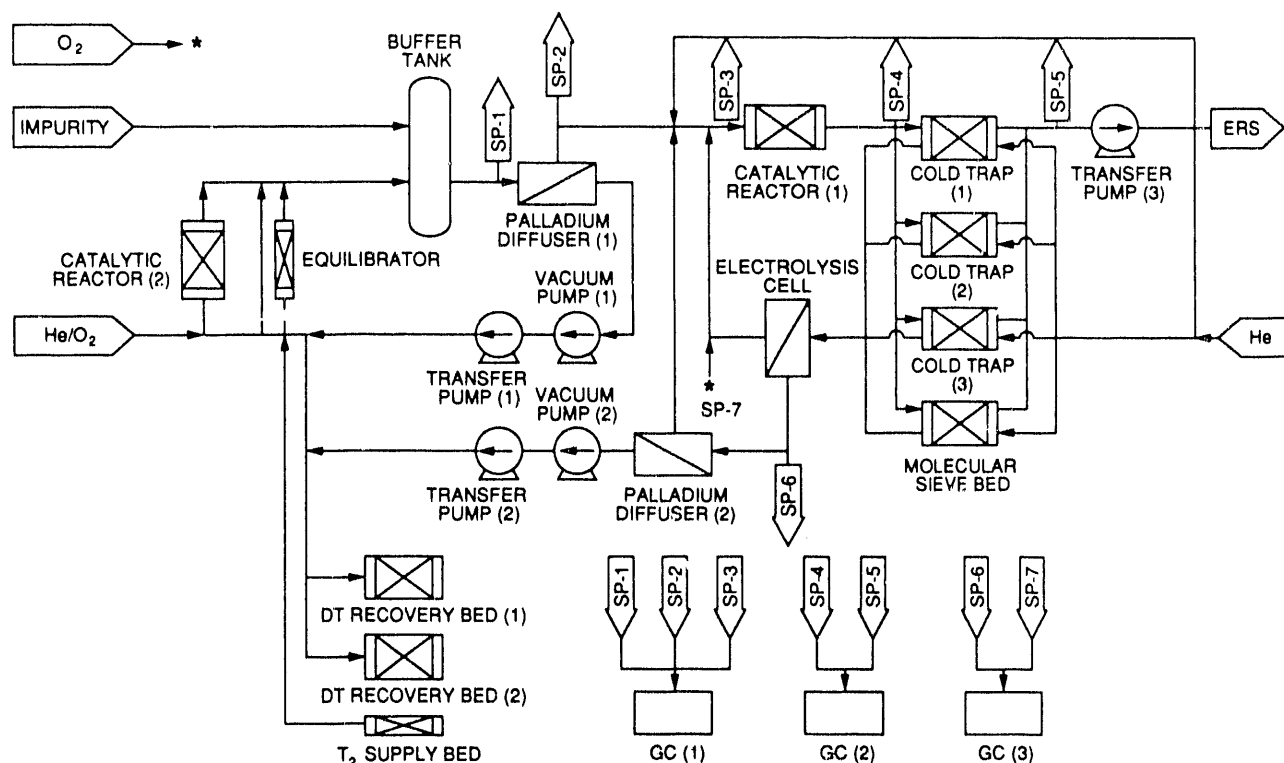 O2
*
IMPURITY
He/O2
BUFFER
TANK
SP-1
SP-2
SP-3
SP-4
SP-5
ERS
CATALYTIC
REACTOR (1)
COLD TRAP
(1)
TRANSFER
PUMP (3)
PALLADIUM
DIFFUSER (1)
CATALYTIC
REACTOR (2)
EQUILIBRATOR
VACUUM
PUMP (1)
ELECTROLYSIS
CELL
COLD TRAP
(2)
He
TRANSFER
PUMP (1)
VACUUM
PUMP (2)
*
SP-7
COLD TRAP
(3)
TRANSFER
PUMP (2)
PALLADIUM
DIFFUSER (2)
SP-6
MOLECULAR
SIEVE BED
DT RECOVERY BED (1)
DT RECOVERY BED (2)
T2 SUPPLY BED
SP-1
SP-2
SP-3
SP-4
SP-5
SP-6
SP-7
GC (1)
GC (2)
GC (3)